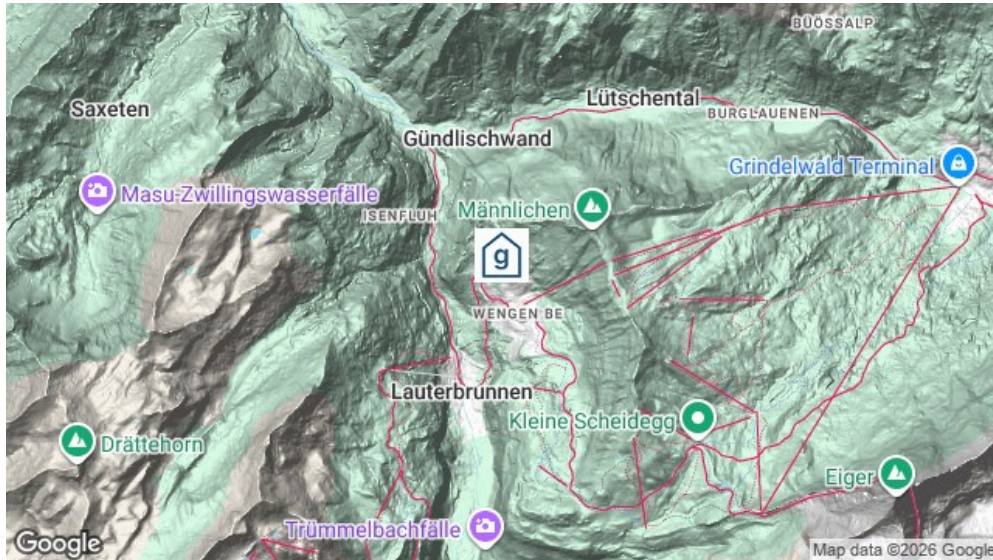 BÜÖSSALP
Saxeten
Lütschental
BURGLAUENEN
Gündlischwand
Grindelwald Terminal
Masu-Zwillingswasserfälle
ISENFLUH
Männlichen
g
WENGEN BE
Lauterbrunnen
Kleine Scheidegg
Drättehorn
Eiger
Trümmelbachfälle
Google
Map data ©2026 Google